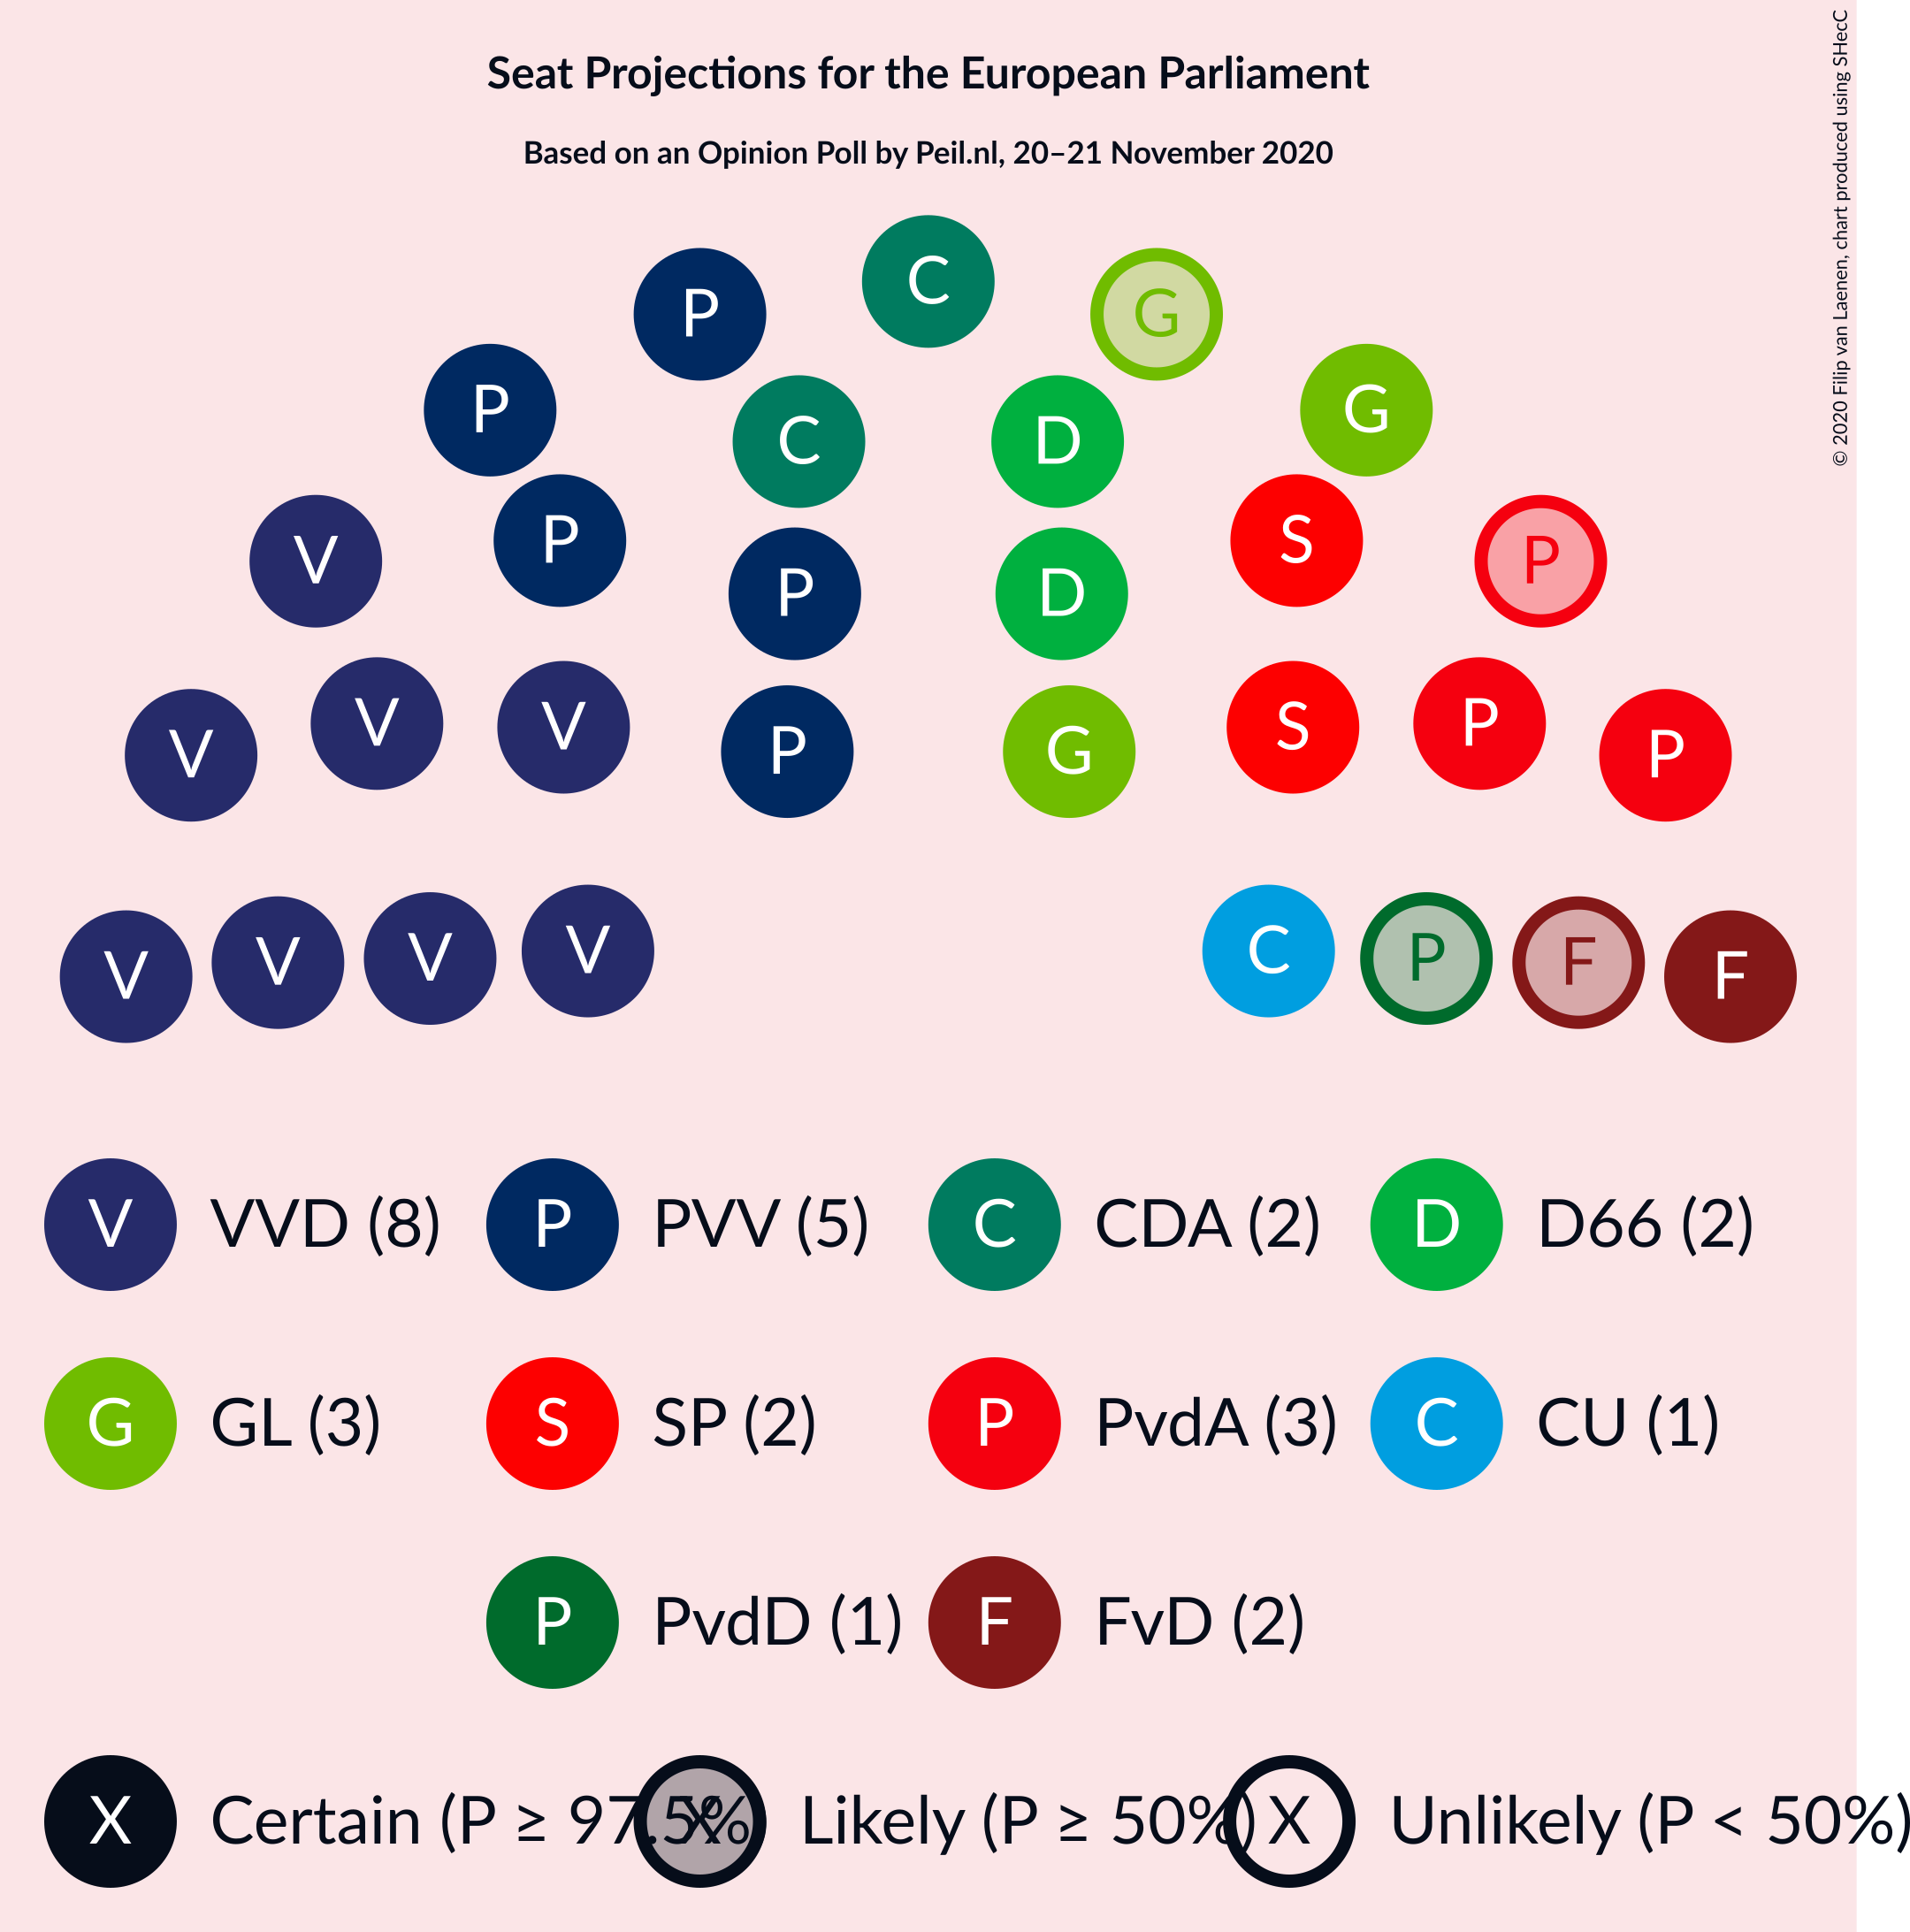 Seat Projections for the European Parliament
Based on an Opinion Poll by Peil.nl, 20–21 November 2020
© 2020 Filip van Laenen, chart produced using SHecC
C
P G
P G
C D
P S
V P
P D
V V S P
P G
V P
C
V V V V P F F
V VVD (8) P PVV (5) C CDA (2) D D66 (2)
G GL (3) S SP (2) P PvdA (3) C CU (1)
P PvdD (1) F FvD (2)
X Certain (P ≥ 97.5%) X Likely (P ≥ 50%) X Unlikely (P < 50%)